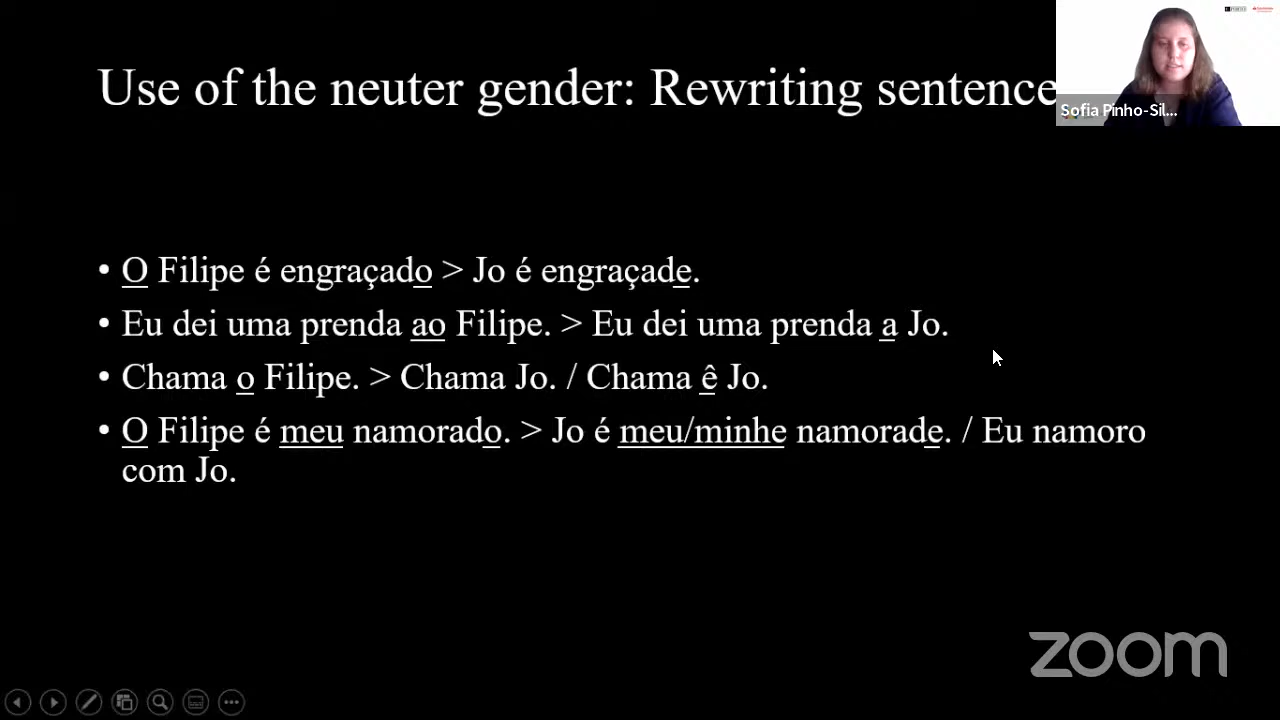 Use of the neuter gender: Rewriting sentence
Sofia Pinho-Sil...
• O Filipe é engraçado > Jo é engraçade.
• Eu dei uma prenda ao Filipe. > Eu dei uma prenda a Jo.
• Chama o Filipe. > Chama Jo. / Chama ê Jo.
• O Filipe é meu namorado. > Jo é meu/minhe namorade. / Eu namoro
com Jo.
zoom